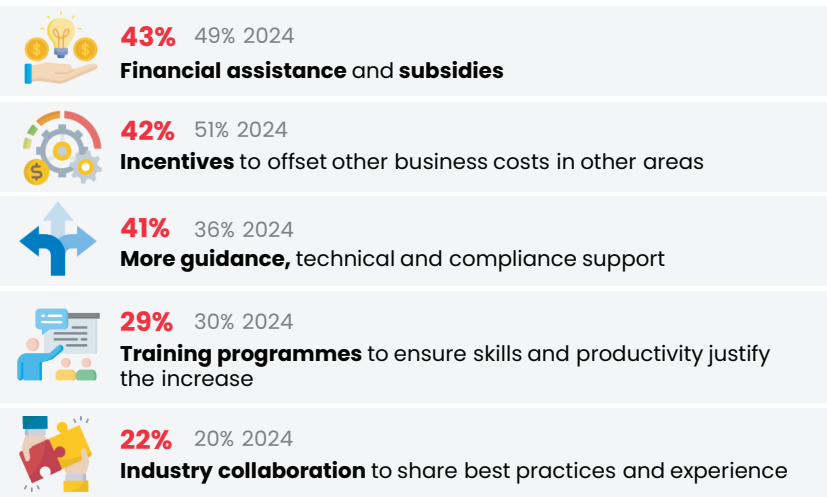 43% 49% 2024
Financial assistance and subsidies
42% 51% 2024
Incentives to offset other business costs in other areas
41% 36% 2024
More guidance, technical and compliance support
29% 30% 2024
Training programmes to ensure skills and productivity justify
the increase
22% 20% 2024
Industry collaboration to share best practices and experience